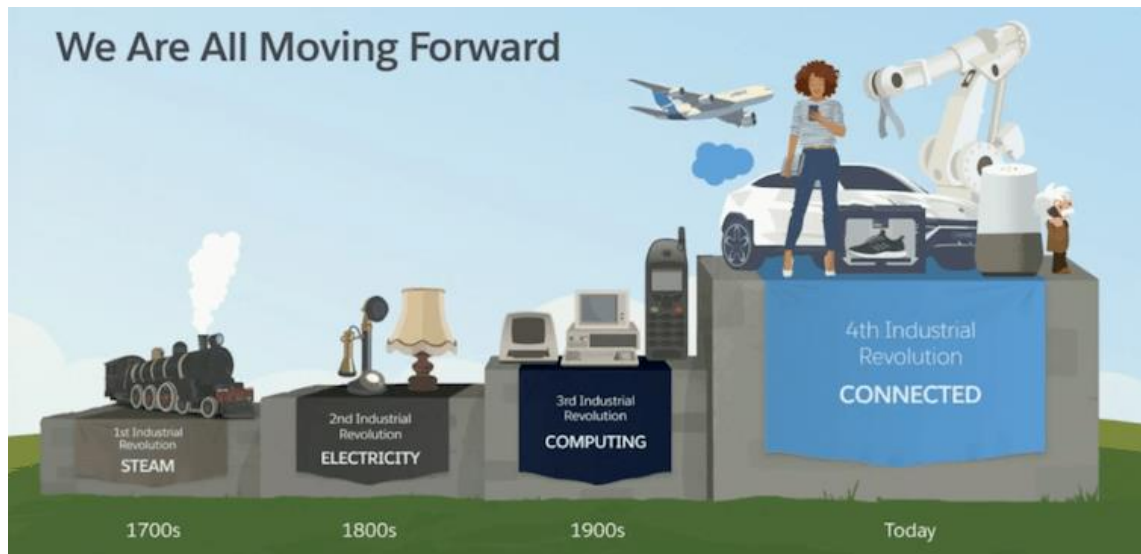 We Are All Moving Forward
1st Industrial
Revolution
STEAM
2nd Industrial
Revolution
ELECTRICITY
3rd Industrial
Revolution
COMPUTING
4th Industrial
Revolution
CONNECTED
1700s
1800s
1900s
Today